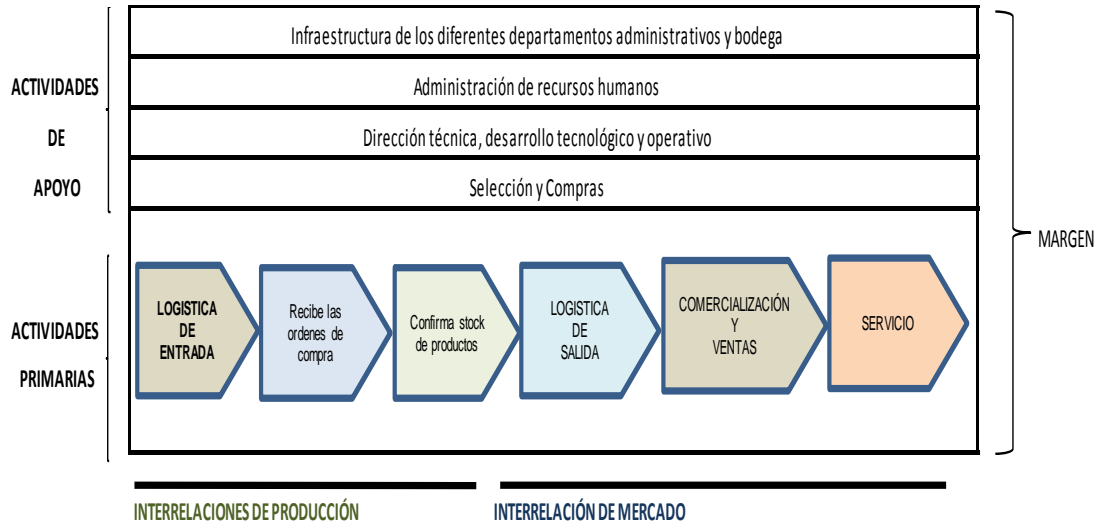 Infraestructura de los diferentes departamentos administrativos y bodega
Administración de recursos humanos
Dirección técnica, desarrollo tecnológico y operativo
Selección y Compras
ACTIVIDADES
DE
APOYO
MARGEN
ACTIVIDADES
PRIMARIAS
LOGISTICA
DE
ENTRADA
Recibe las
ordenes de
compra
Confirma stock
de productos
LOGISTICA
DE
SALIDA
COMERCIALIZACIÓN
Y
VENTAS
SERVICIO
INTERRELACIONES DE PRODUCCIÓN
INTERRELACIÓN DE MERCADO